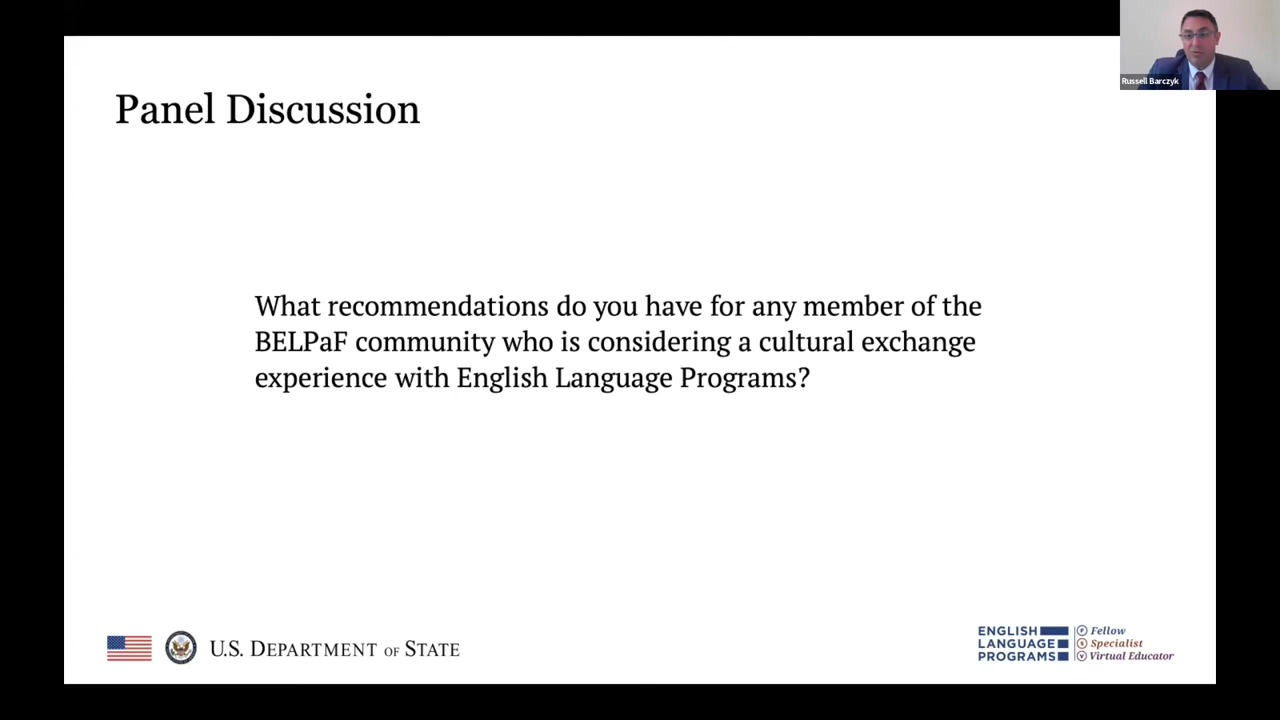 Russell Barczyk
Panel Discussion
What recommendations do you have for any member of the
BELPaF community who is considering a cultural exchange
experience with English Language Programs?
U.S. DEPARTMENT OF STATE
ENGLISH
LANGUAGE
PROGRAMS
F Fellow
S Specialist
V Virtual Educator